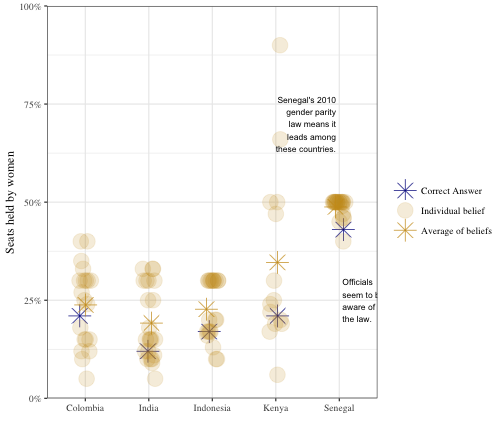 100%
75%
50%
25%
0%
Seats held by women
Senegal's 2010
gender parity
law means it
leads among
these countries.
Officials
seem to b
aware of
the law.
Colombia
India
Indonesia
Kenya
Senegal
Correct Answer
Individual belief
Average of beliefs